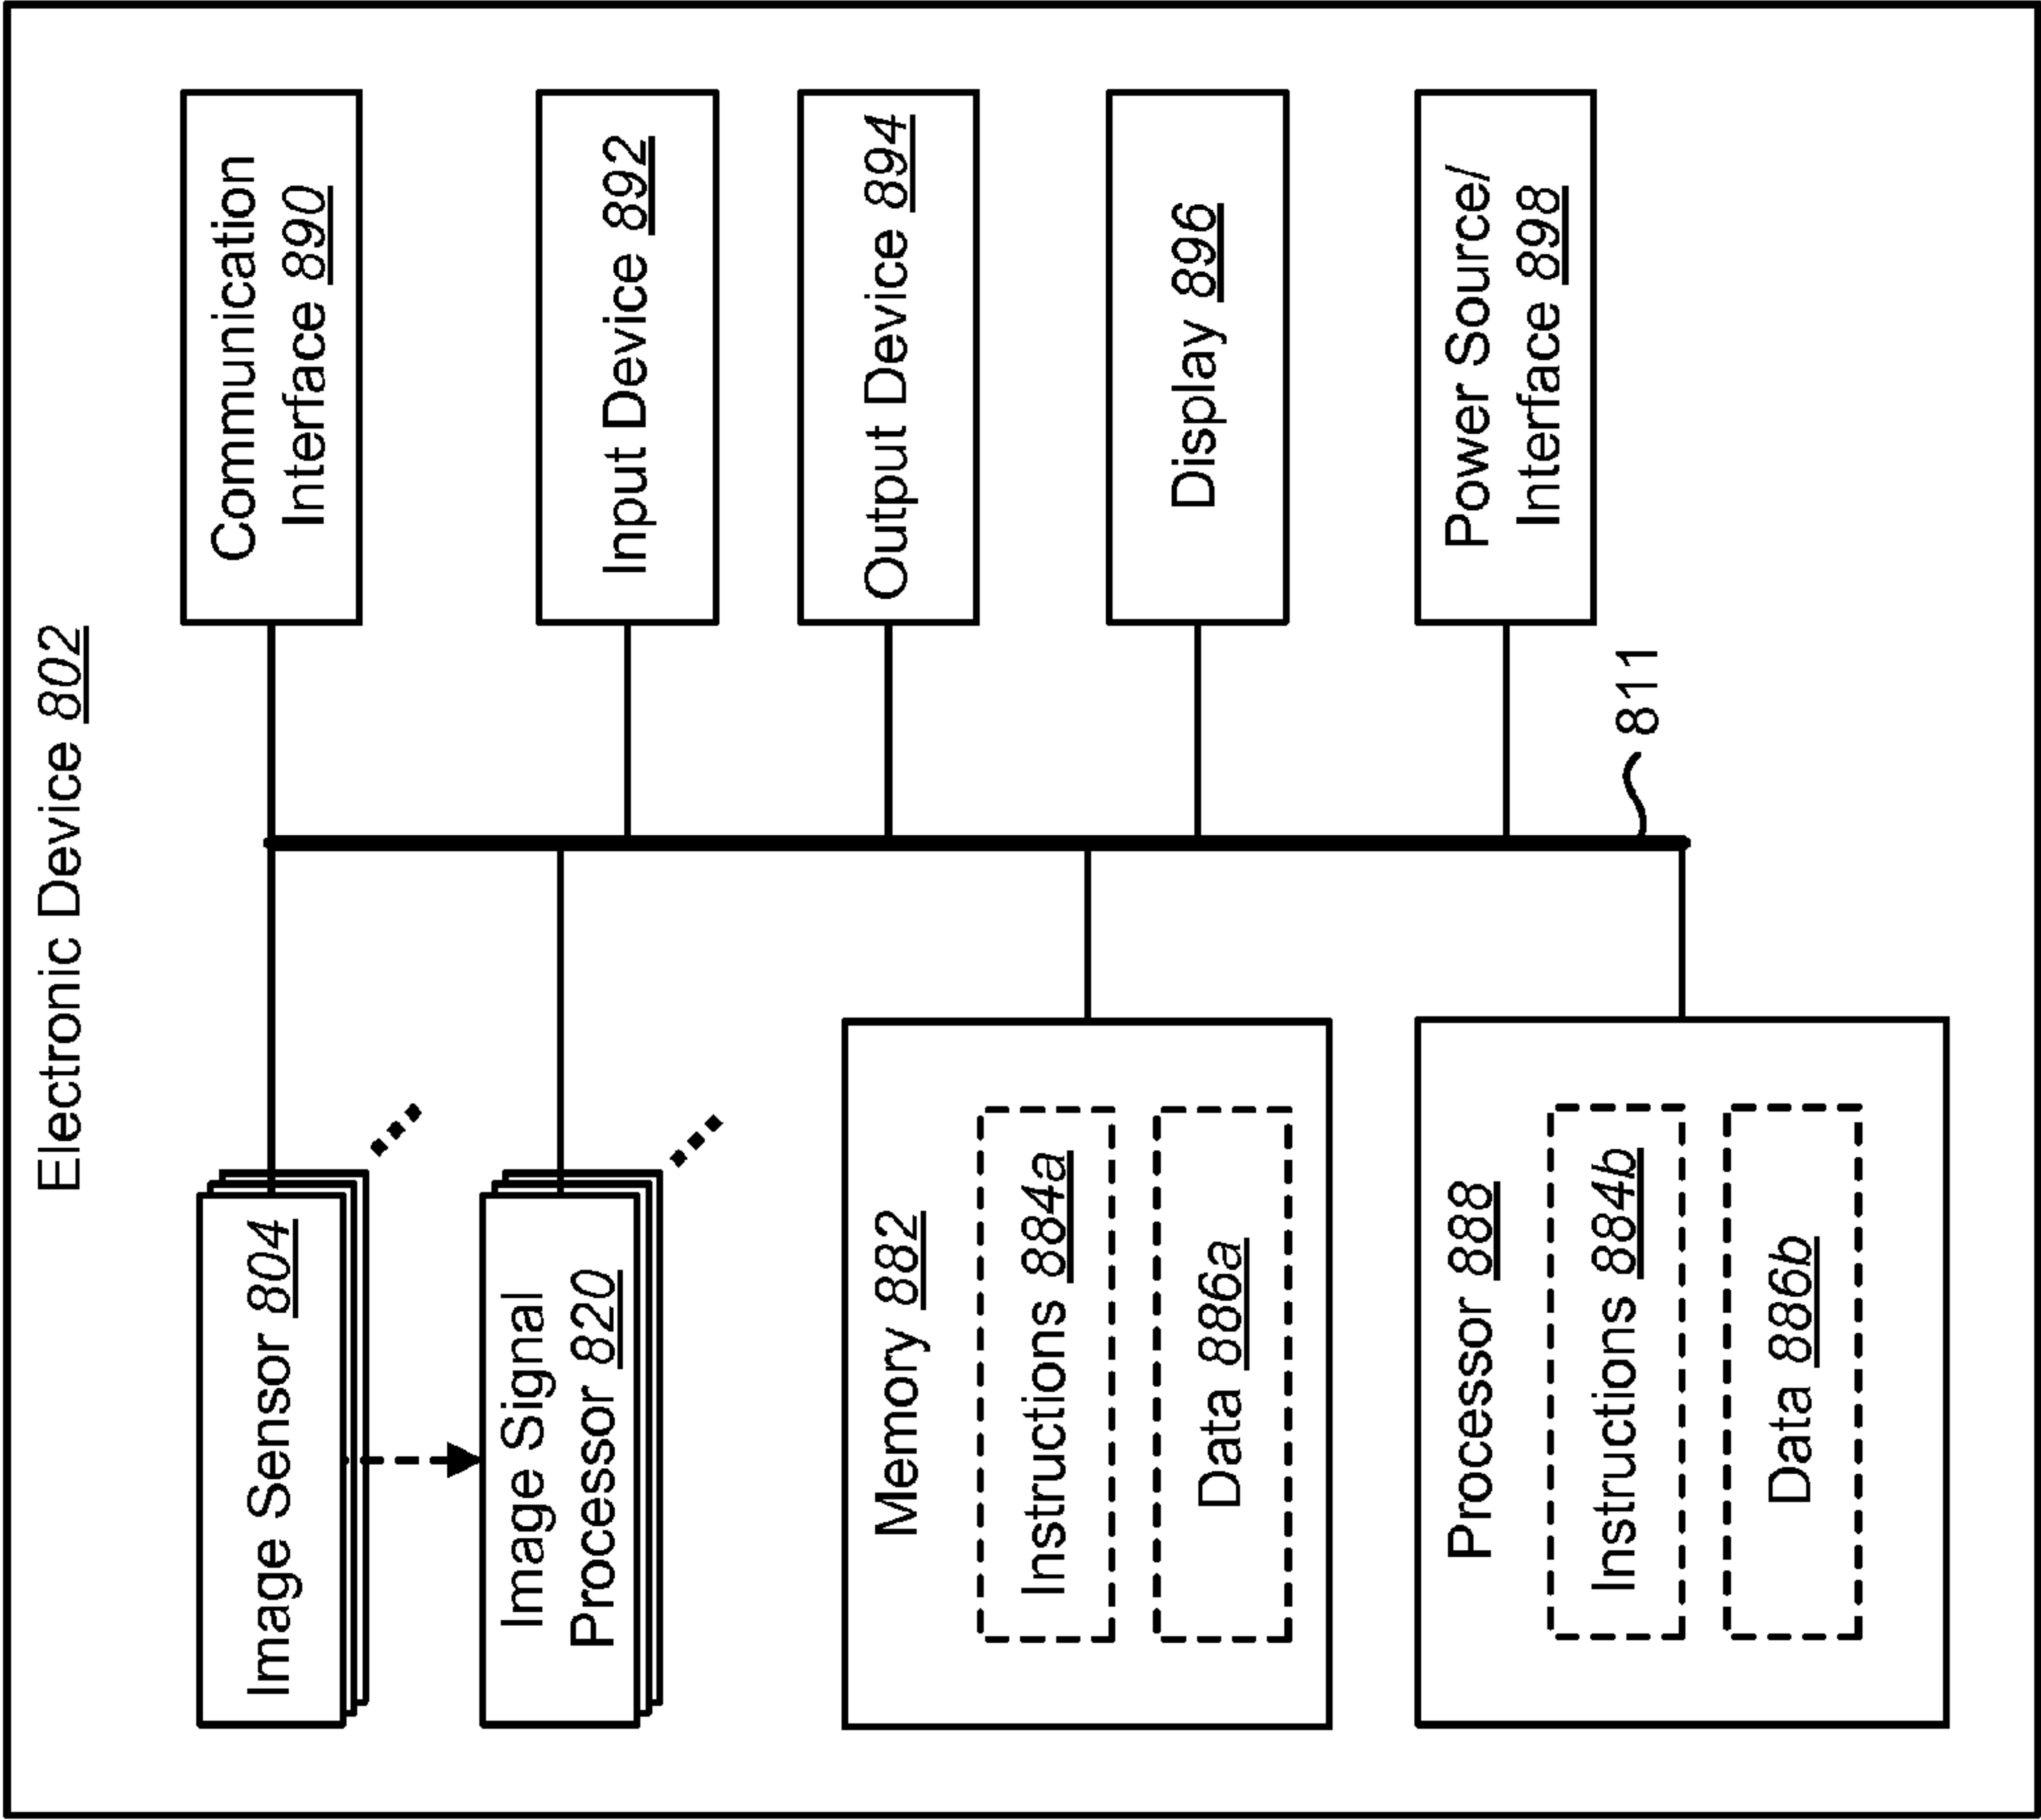 Electronic Device 802
Image Sensor 804
Image Signal
Processor 820
Memory 882
Instructions 884a
Data 886a
Processor 888
Instructions 884b
Data 886b
Communication
Interface 890
Input Device 892
Output Device 894
Display 896
Power Source/
Interface 898
811